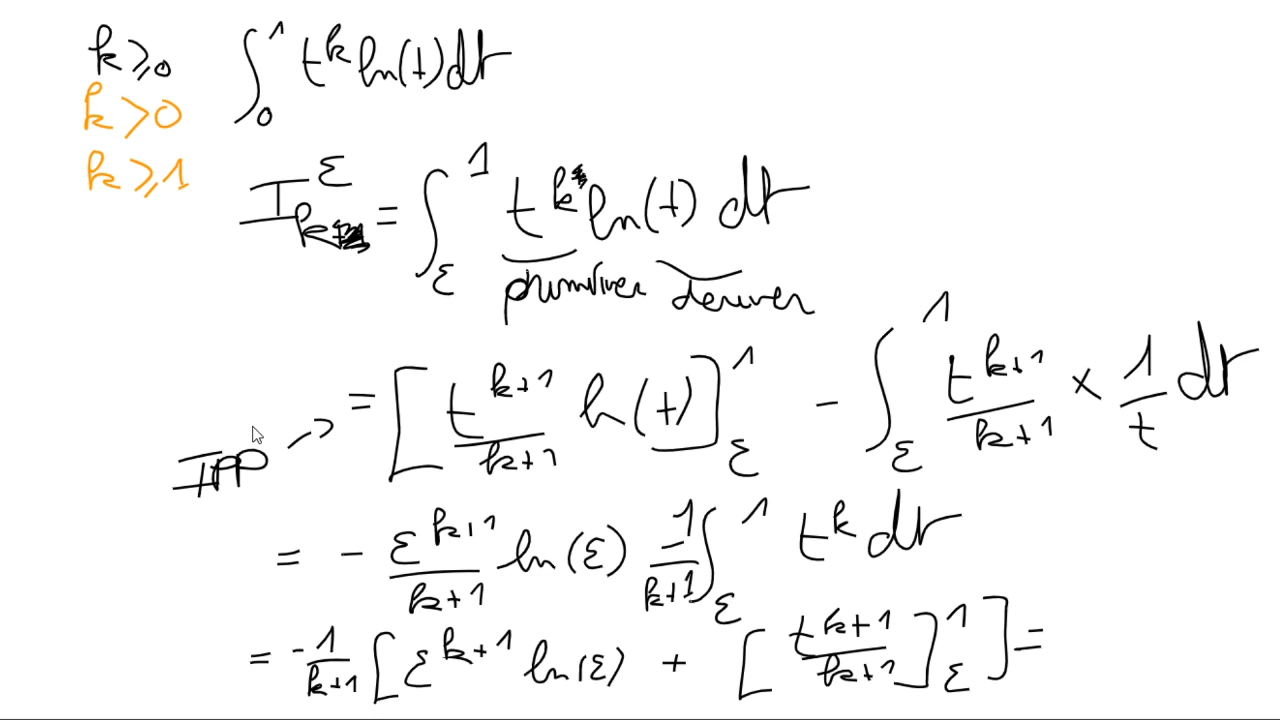 k ⩾ 0   ∫₀¹ t^k ln(t) dt
k > 0
k ⩾ 1
I_k^ε = ∫_ε^1 t^k ln(t) dt
primitiver   deriver
= [ t^{k+1}/(k+1) ln(t) ]_ε^1 - ∫_ε^1 t^{k+1}/(k+1) × 1/t dt
IPP
= - ε^{k+1}/(k+1) ln(ε) - 1/(k+1) ∫_ε^1 t^k dt
= -1/(k+1) [ ε^{k+1} ln(ε) + [ t^{k+1}/(k+1) ]_ε^1 ] =